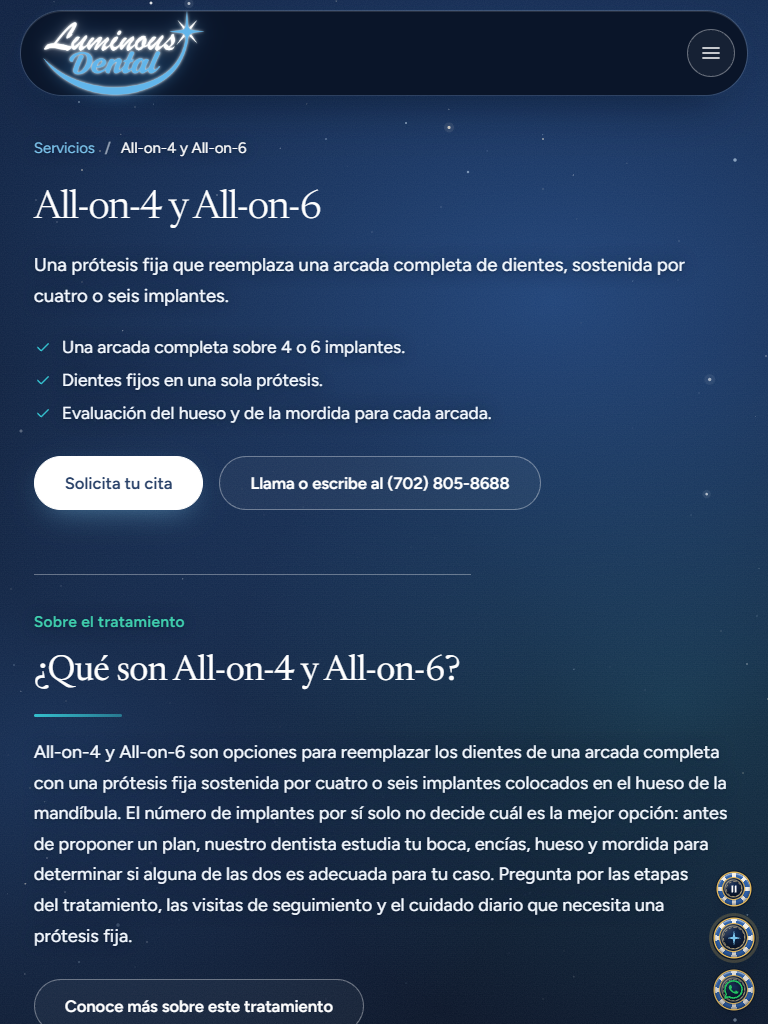 Luminous
Dental
Servicios / All-on-4 y All-on-6
All-on-4 y All-on-6
Una prótesis fija que reemplaza una arcada completa de dientes, sostenida por
cuatro o seis implantes.
Una arcada completa sobre 4 o 6 implantes.
Dientes fijos en una sola prótesis.
Evaluación del hueso y de la mordida para cada arcada.
Solicita tu cita
Llama o escribe al (702) 805-8688
Sobre el tratamiento
¿Qué son All-on-4 y All-on-6?
All-on-4 y All-on-6 son opciones para reemplazar los dientes de una arcada completa
con una prótesis fija sostenida por cuatro o seis implantes colocados en el hueso de la
mandíbula. El número de implantes por sí solo no decide cuál es la mejor opción: antes
de proponer un plan, nuestro dentista estudia tu boca, encías, hueso y mordida para
determinar si alguna de las dos es adecuada para tu caso. Pregunta por las etapas
del tratamiento, las visitas de seguimiento y el cuidado diario que necesita una
prótesis fija.
Conoce más sobre este tratamiento